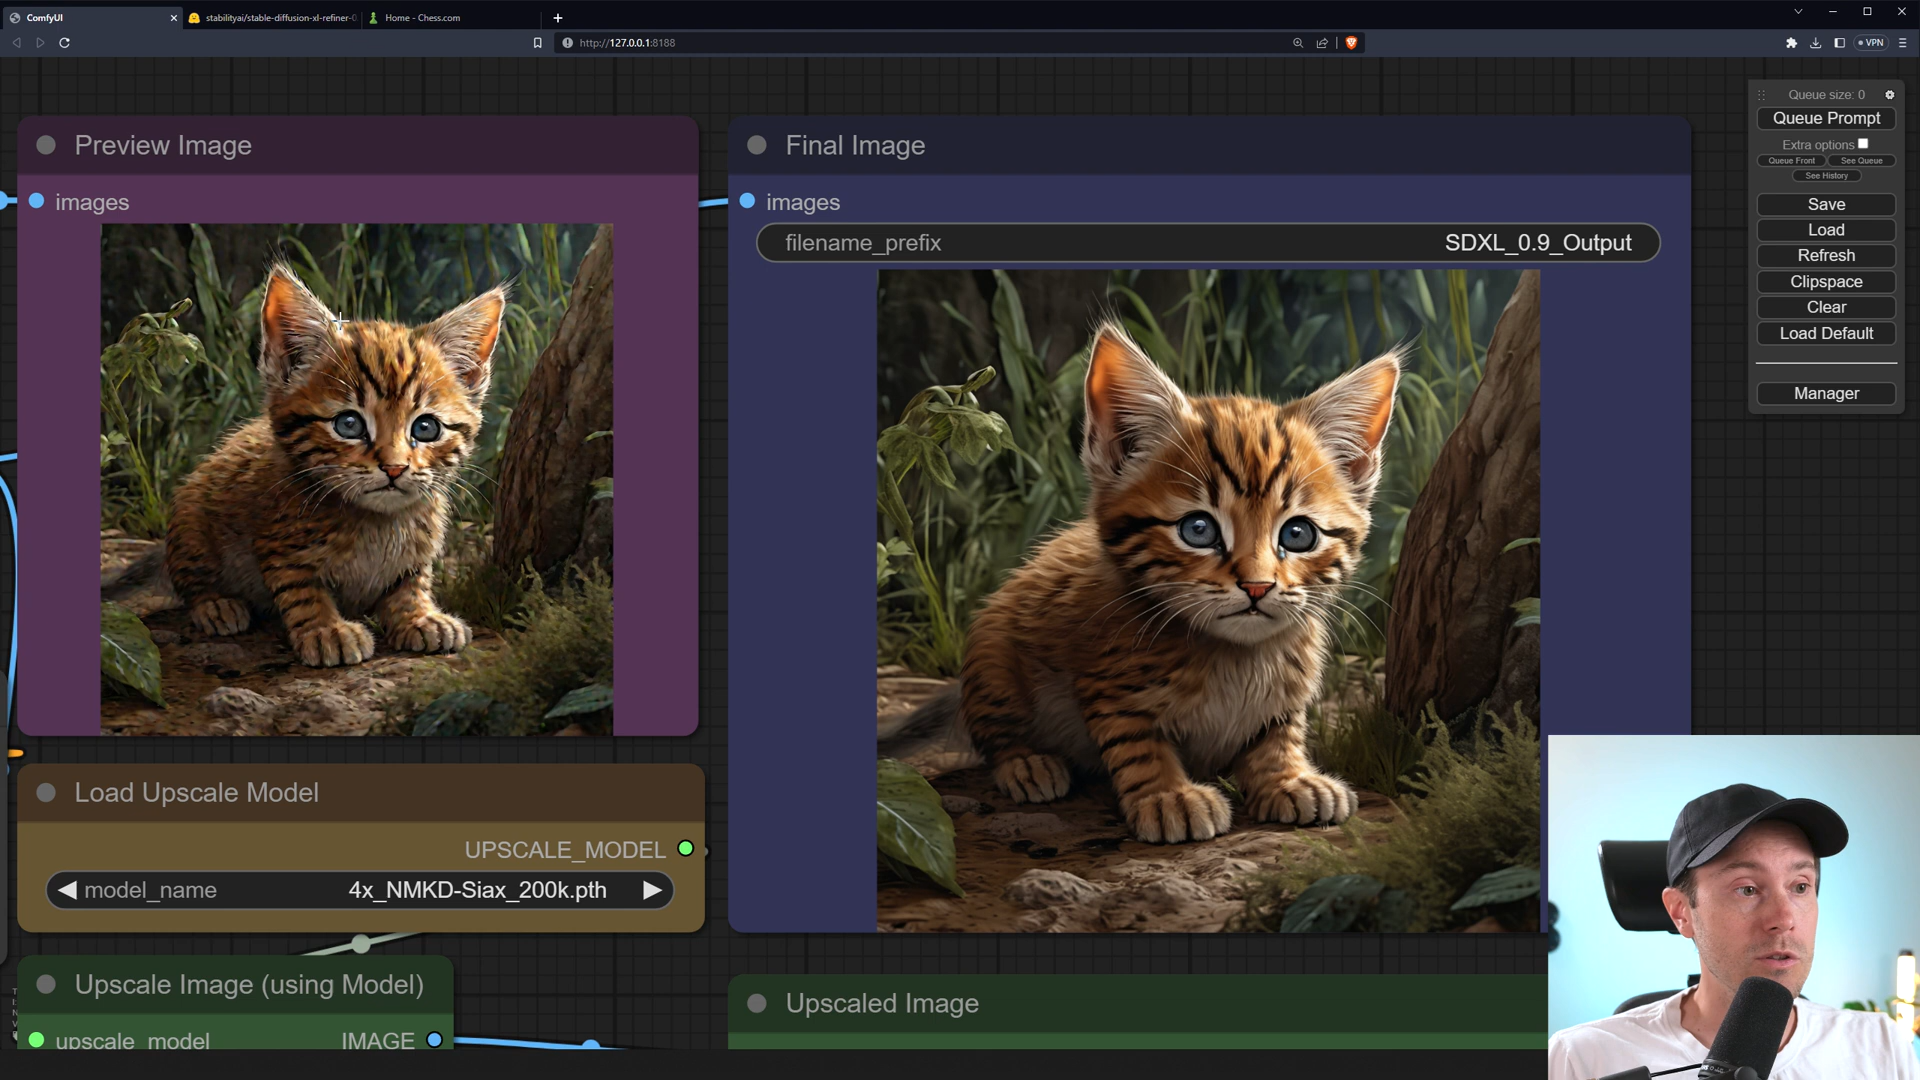 ComfyUI
stabilityai/stable-diffusion-xl-refiner-0
Home - Chess.com
http://127.0.0.1:8188
VPN
Queue size: 0
Queue Prompt
Extra options
Queue Front
See Queue
See History
Save
Load
Refresh
Clipspace
Clear
Load Default
Manager
Preview Image
images
Final Image
images
filename_prefix
SDXL_0.9_Output
Load Upscale Model
UPSCALE_MODEL
model_name
4x_NMKD-Siax_200k.pth
Upscale Image (using Model)
upscale_model
IMAGE
Upscaled Image